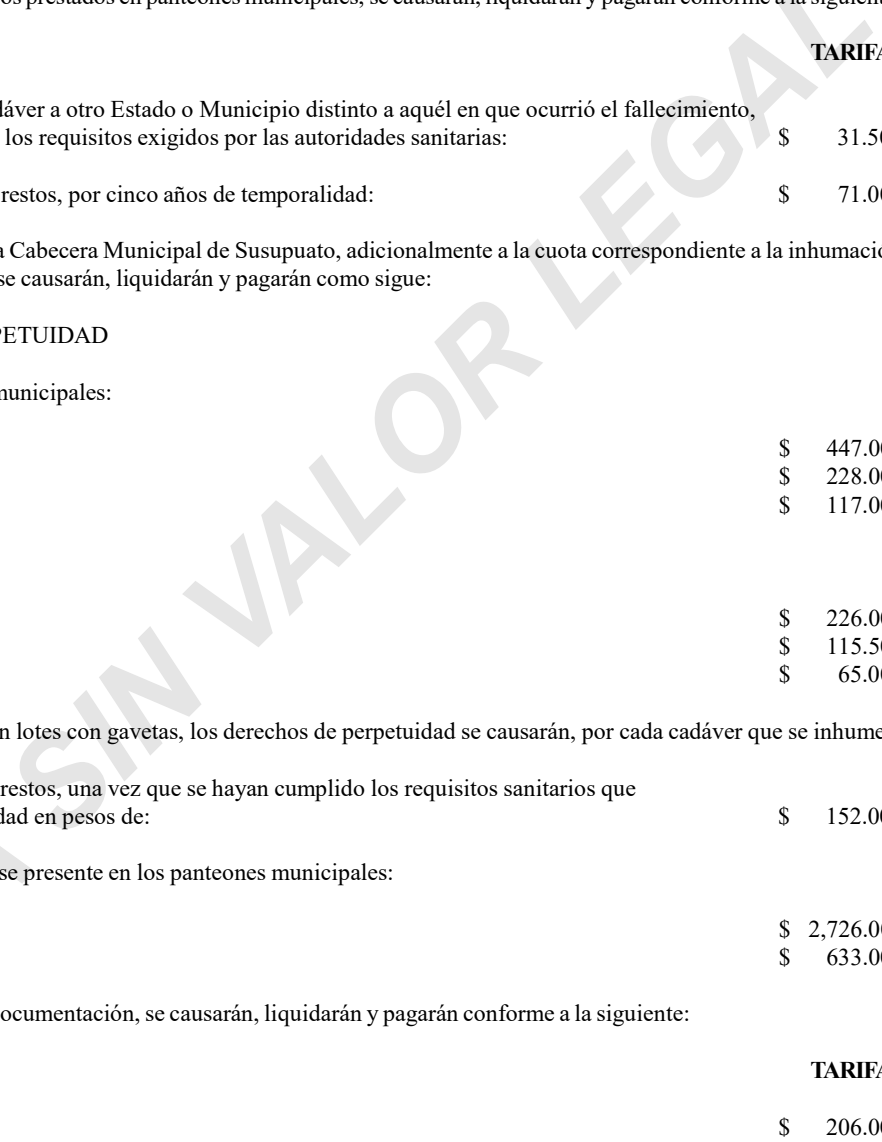 os prestados en panteones municipales, se causarán, liquidarán y pagarán conforme a la siguient
TARIFA
dáver a otro Estado o Municipio distinto a aquél en que ocurrió el fallecimiento,
los requisitos exigidos por las autoridades sanitarias: $ 31.50
restos, por cinco años de temporalidad: $ 71.00
a Cabecera Municipal de Susupuato, adicionalmente a la cuota correspondiente a la inhumació
se causarán, liquidarán y pagarán como sigue:
PETUIDAD
municipales:
$ 447.00
$ 228.00
$ 117.00
$ 226.00
$ 115.50
$ 65.00
n lotes con gavetas, los derechos de perpetuidad se causarán, por cada cadáver que se inhume
restos, una vez que se hayan cumplido los requisitos sanitarios que
dad en pesos de: $ 152.00
se presente en los panteones municipales:
$ 2,726.00
$ 633.00
ocumentación, se causarán, liquidarán y pagarán conforme a la siguiente:
TARIFA
$ 206.00
A SIN VALOR LEGAL